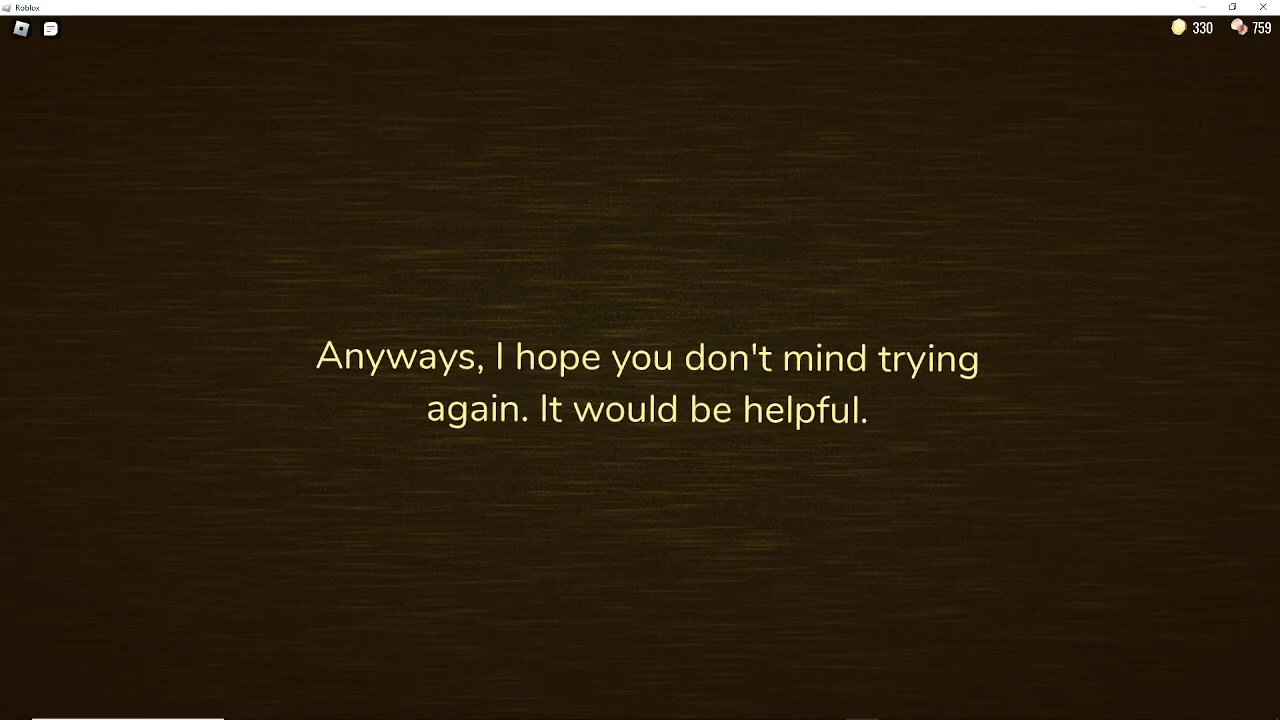 Roblox
330 759
Anyways, I hope you don't mind trying
again. It would be helpful.